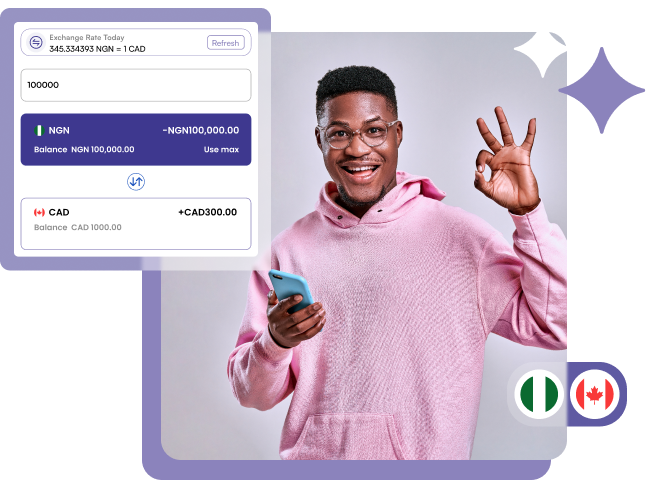 Exchange Rate Today
345.334393 NGN = 1 CAD
Refresh
100000
NGN
-NGN100,000.00
Balance NGN 100,000.00
Use max
CAD
+CAD300.00
Balance CAD 1000.00